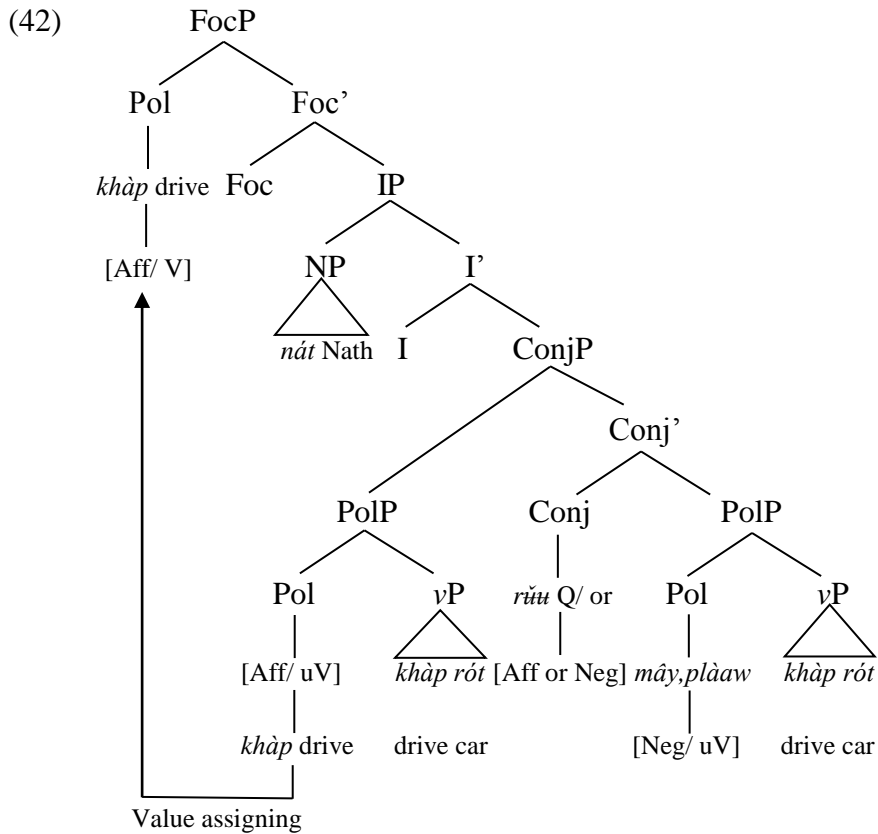 (42) FocP
Pol Foc’
khàp drive Foc IP
[Aff/ V] NP I’
nát Nath I ConjP
Conj’
PolP Conj PolP
Pol vP rʉ̌ʉ Q/ or Pol vP
[Aff/ uV] khàp rót [Aff or Neg] mây,plàaw khàp rót
khàp drive drive car [Neg/ uV] drive car
Value assigning